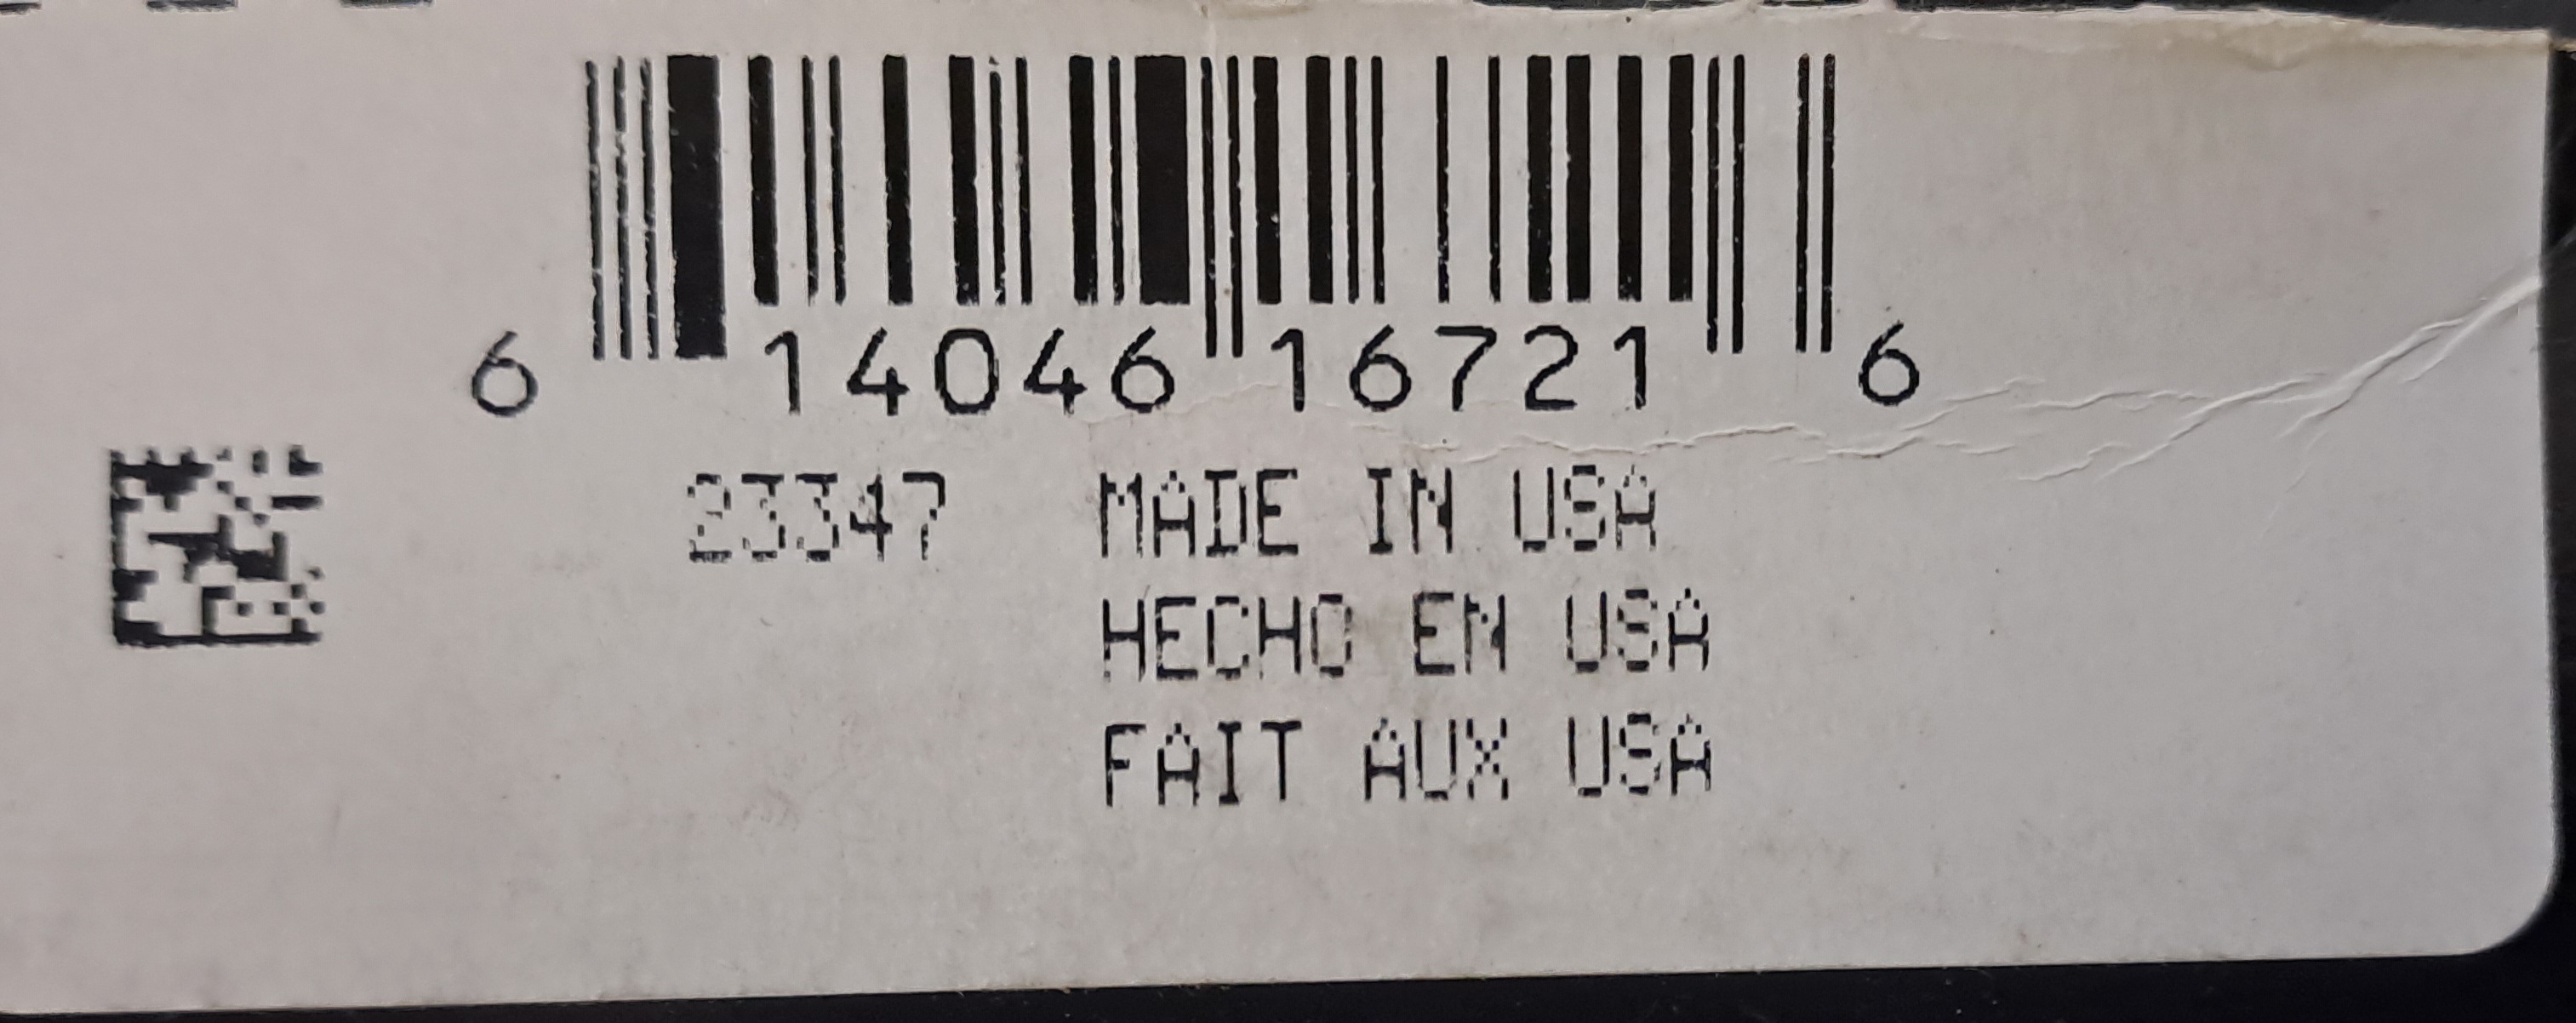 6 14046 16721 6
23347 MADE IN USA
HECHO EN USA
FAIT AUX USA